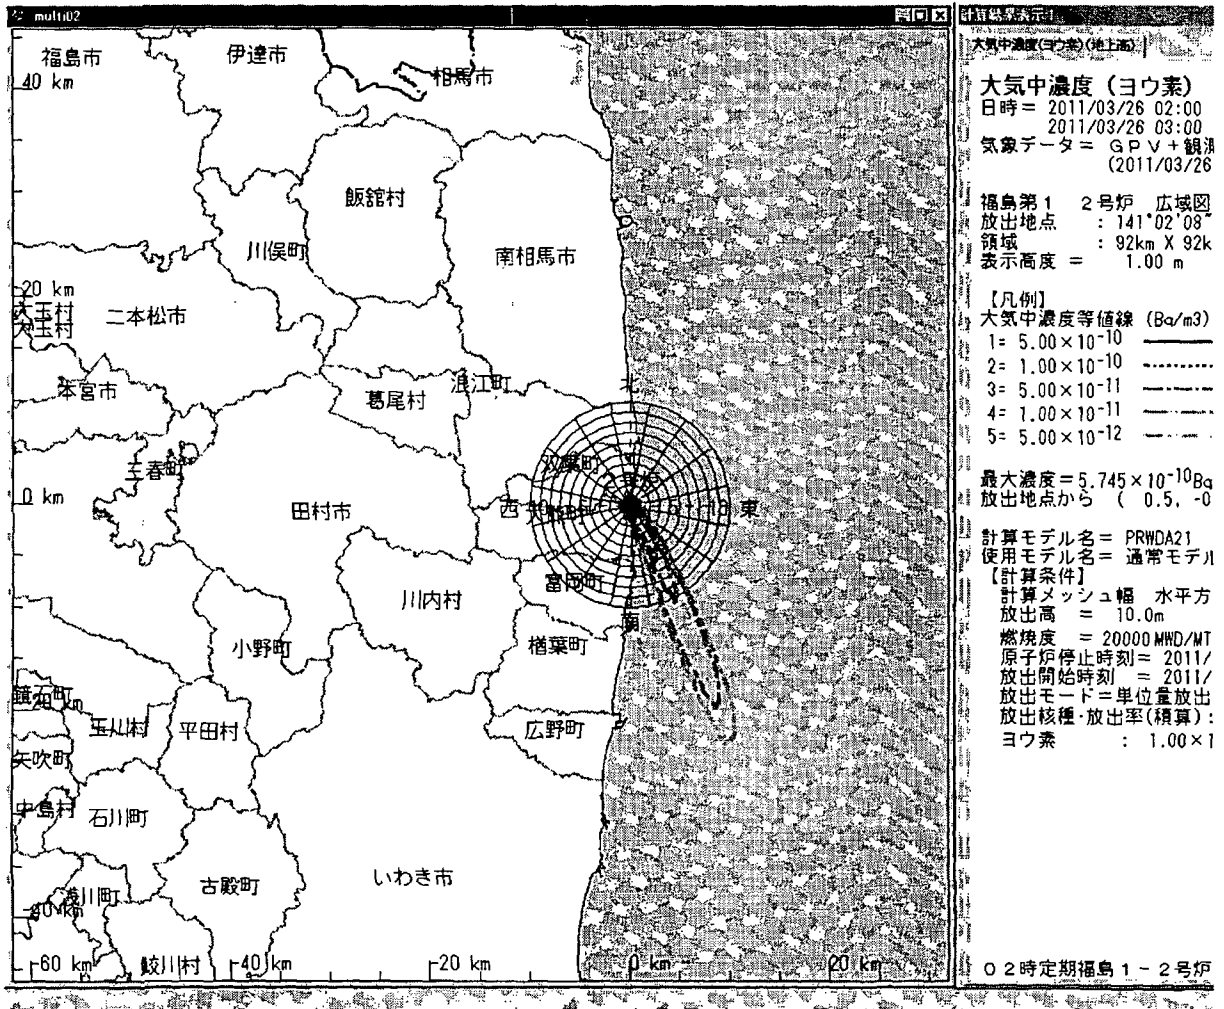 multi02
福島市
伊達市
相馬市
40 km
飯舘村
川俣町
南相馬市
20 km
大玉村
大玉村
二本松市
本宮市
浪江町
北
葛尾村
三春町
双葉町
0 km
田村市
西
東
富岡町
川内村
南
小野町
楢葉町
鏡石町
玉川村
平田村
広野町
矢吹町
中島村
石川町
いわき市
古殿町
浅川町
-40 km
鮫川村
-60 km
-40 km
-20 km
0 km
20 km
計算結果表示1
大気中濃度(ヨウ素)(地上高)
大気中濃度 (ヨウ素)
日時= 2011/03/26 02:00
2011/03/26 03:00
気象データ= GPV+観測
(2011/03/26
福島第1 2号炉 広域図
放出地点 : 141°02'08"
領域 : 92km X 92k
表示高度 = 1.00 m
【凡例】
大気中濃度等値線 (Bq/m3)
1= 5.00×10-10
2= 1.00×10-10
3= 5.00×10-11
4= 1.00×10-11
5= 5.00×10-12
最大濃度=5.745×10-10Bq
放出地点から ( 0.5, -0
計算モデル名= PRWDA21
使用モデル名= 通常モデル
【計算条件】
計算メッシュ幅 水平方
放出高 = 10.0m
燃焼度 = 20000MWD/MT
原子炉停止時刻= 2011/
放出開始時刻 = 2011/
放出モード=単位量放出
放出核種・放出率(積算):
ヨウ素 : 1.00×1
02時定期福島1-2号炉